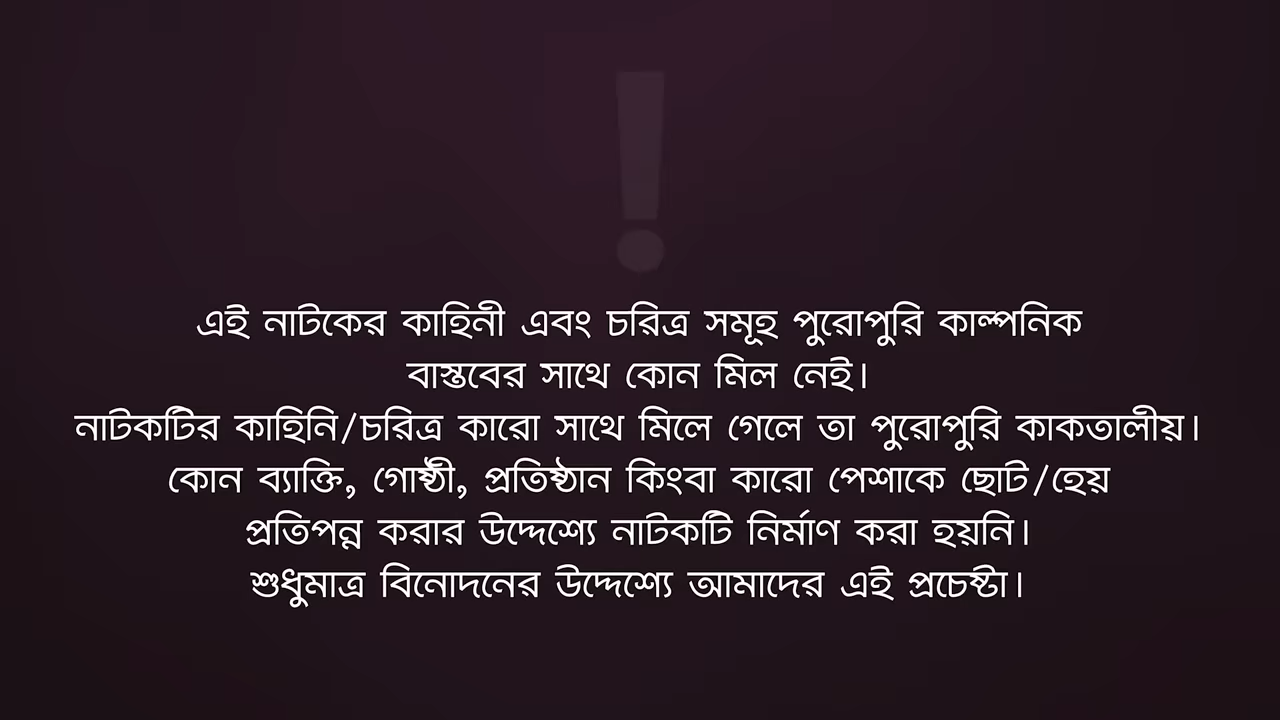 এই নাটকের কাহিনী এবং চরিত্র সমূহ পুরোপুরি কাল্পনিক
বাস্তবের সাথে কোন মিল নেই।
নাটকটির কাহিনি/চরিত্র কারো সাথে মিলে গেলে তা পুরোপুরি কাকতালীয়।
কোন ব্যাক্তি, গোষ্ঠী, প্রতিষ্ঠান কিংবা কারো পেশাকে ছোট/হেয়
প্রতিপন্ন করার উদ্দেশ্যে নাটকটি নির্মাণ করা হয়নি।
শুধুমাত্র বিনোদনের উদ্দেশ্যে আমাদের এই প্রচেষ্টা।